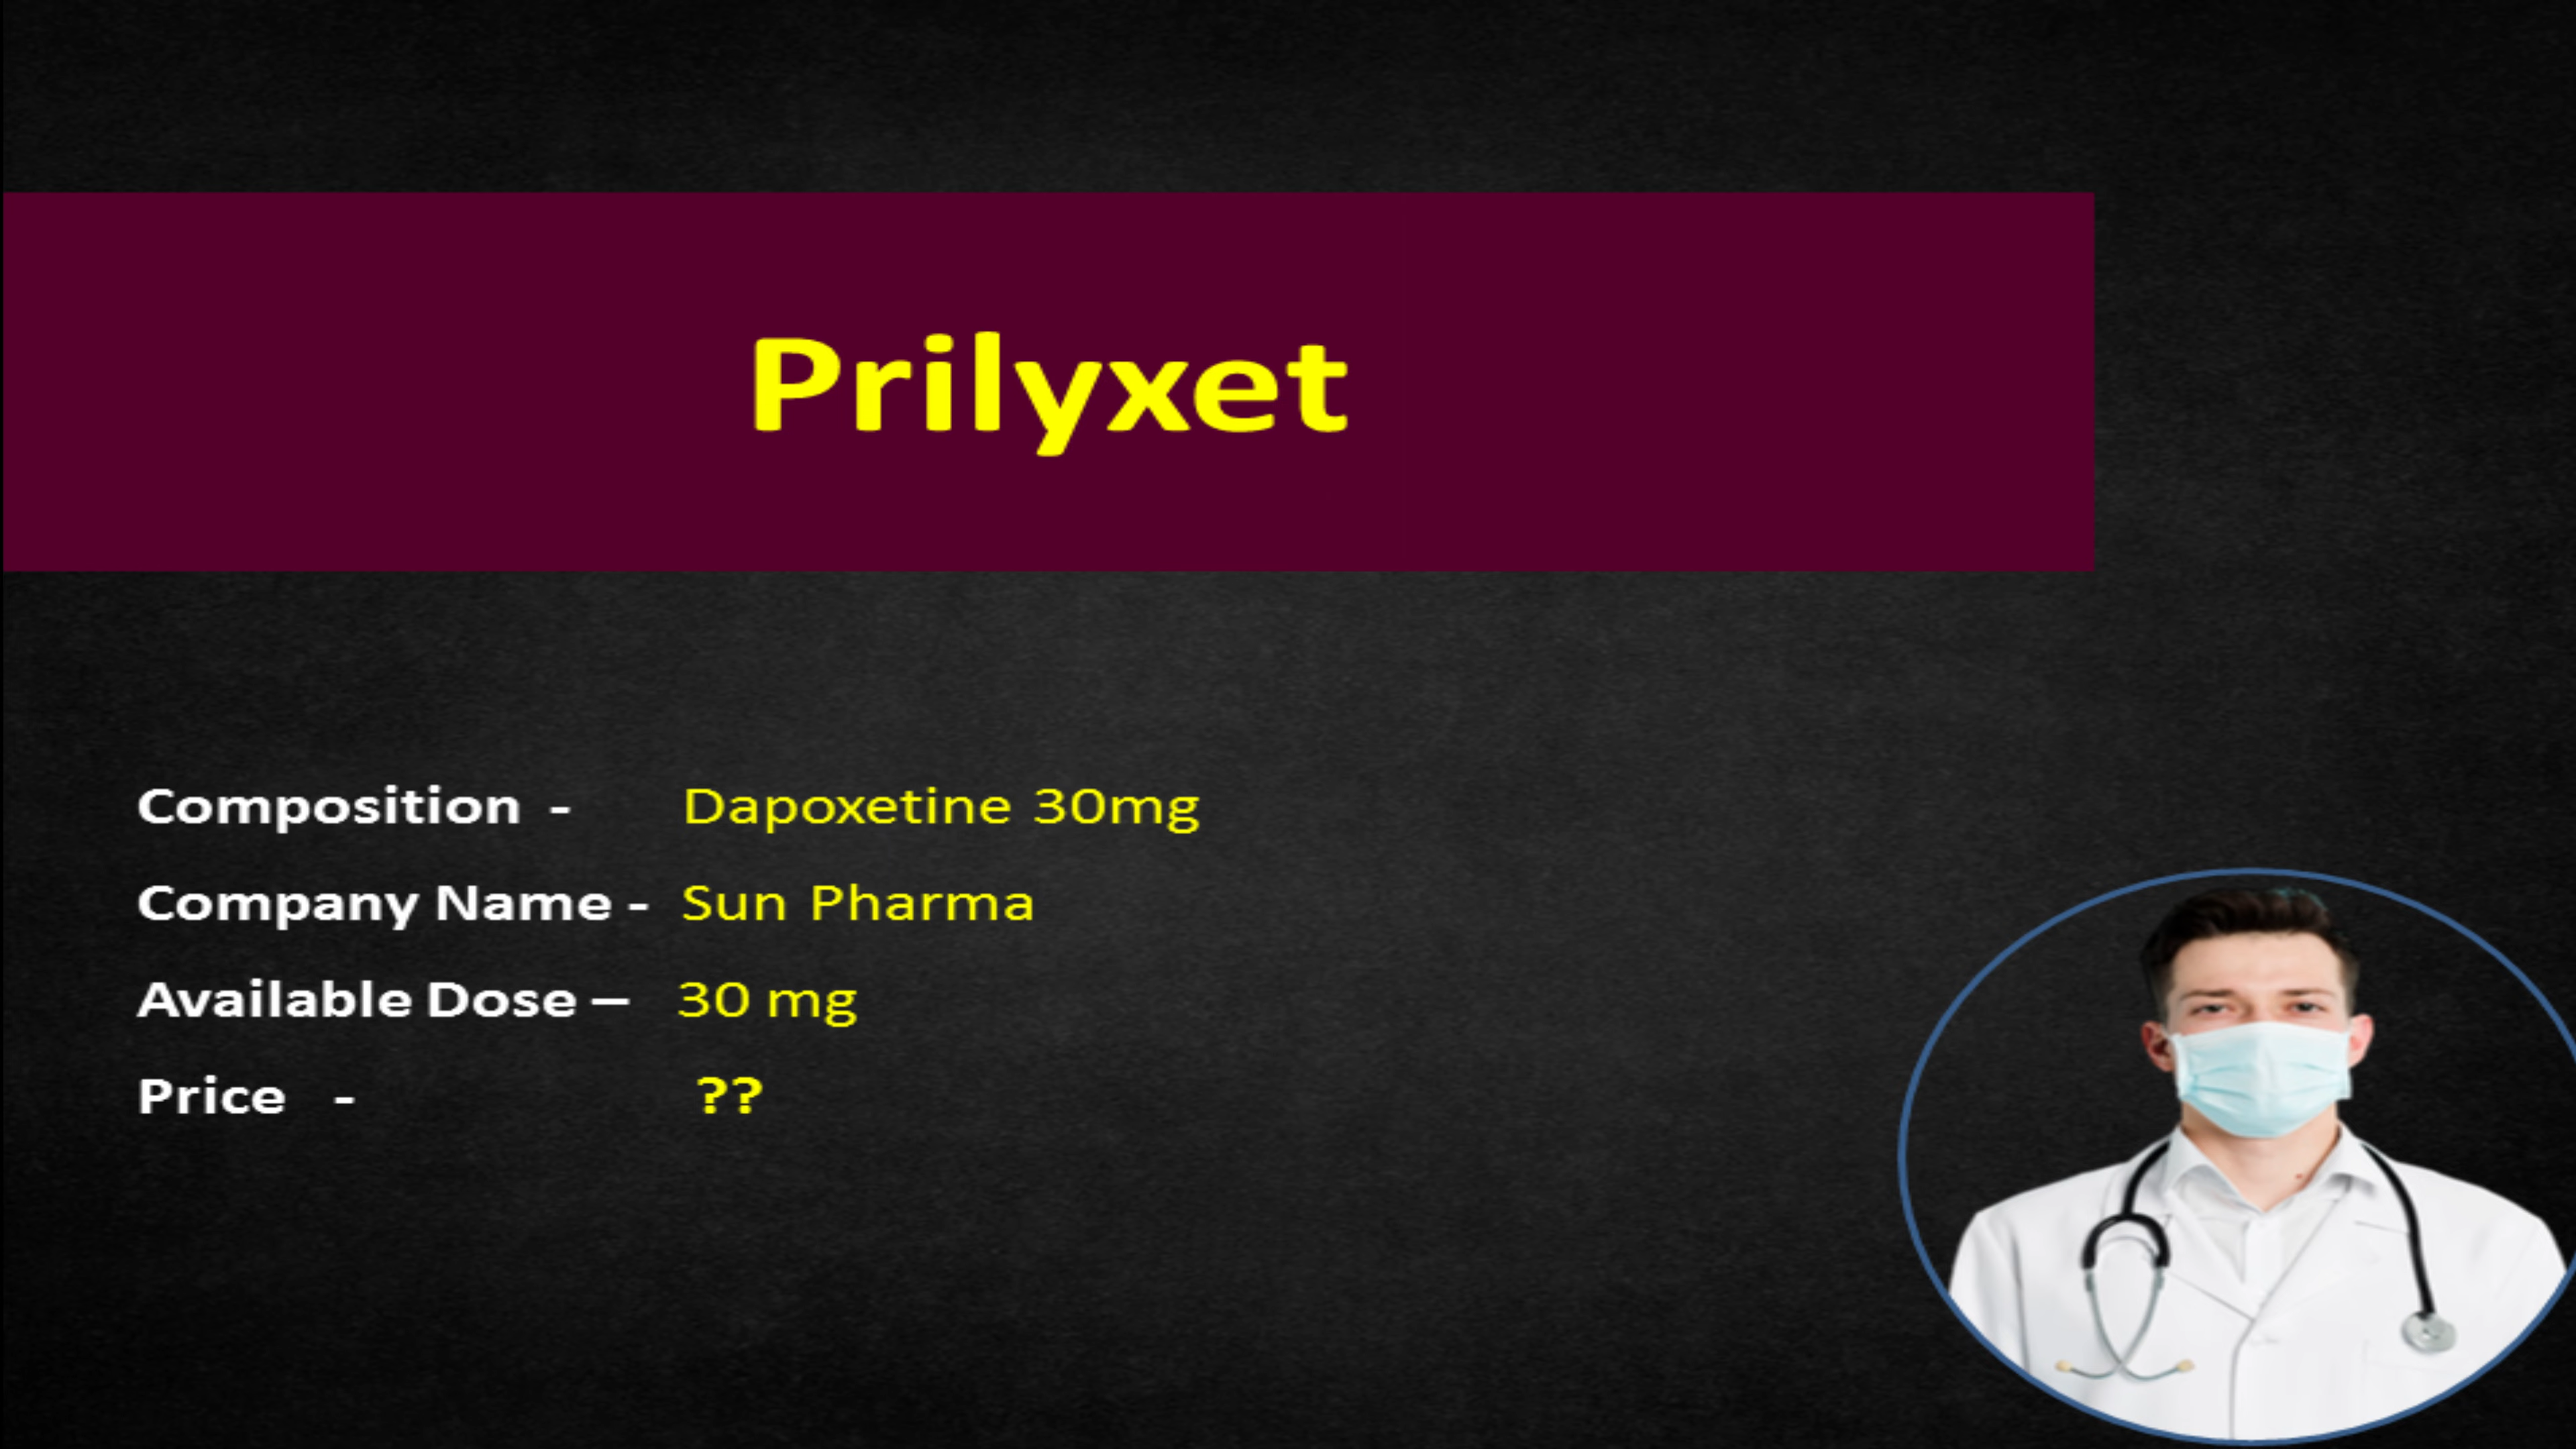 Prilyxet
Composition - Dapoxetine 30mg
Company Name - Sun Pharma
Available Dose – 30 mg
Price - ??